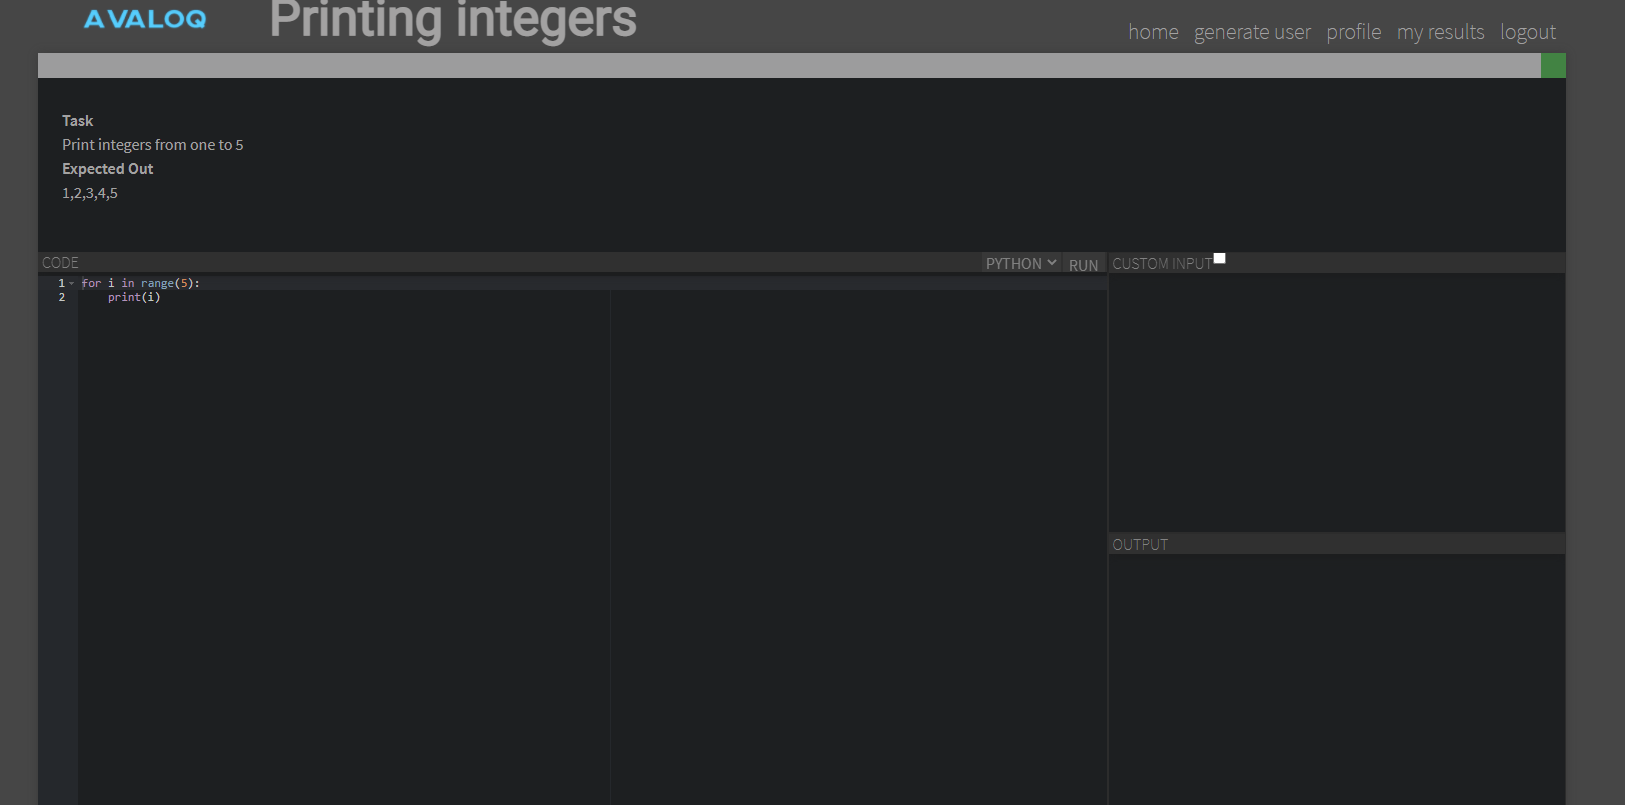 AVALOQ
Printing integers
home generate user profile my results logout
Task
Print integers from one to 5
Expected Out
1,2,3,4,5
CODE PYTHON RUN CUSTOM INPUT
1 for i in range(5):
2     print(i)
OUTPUT